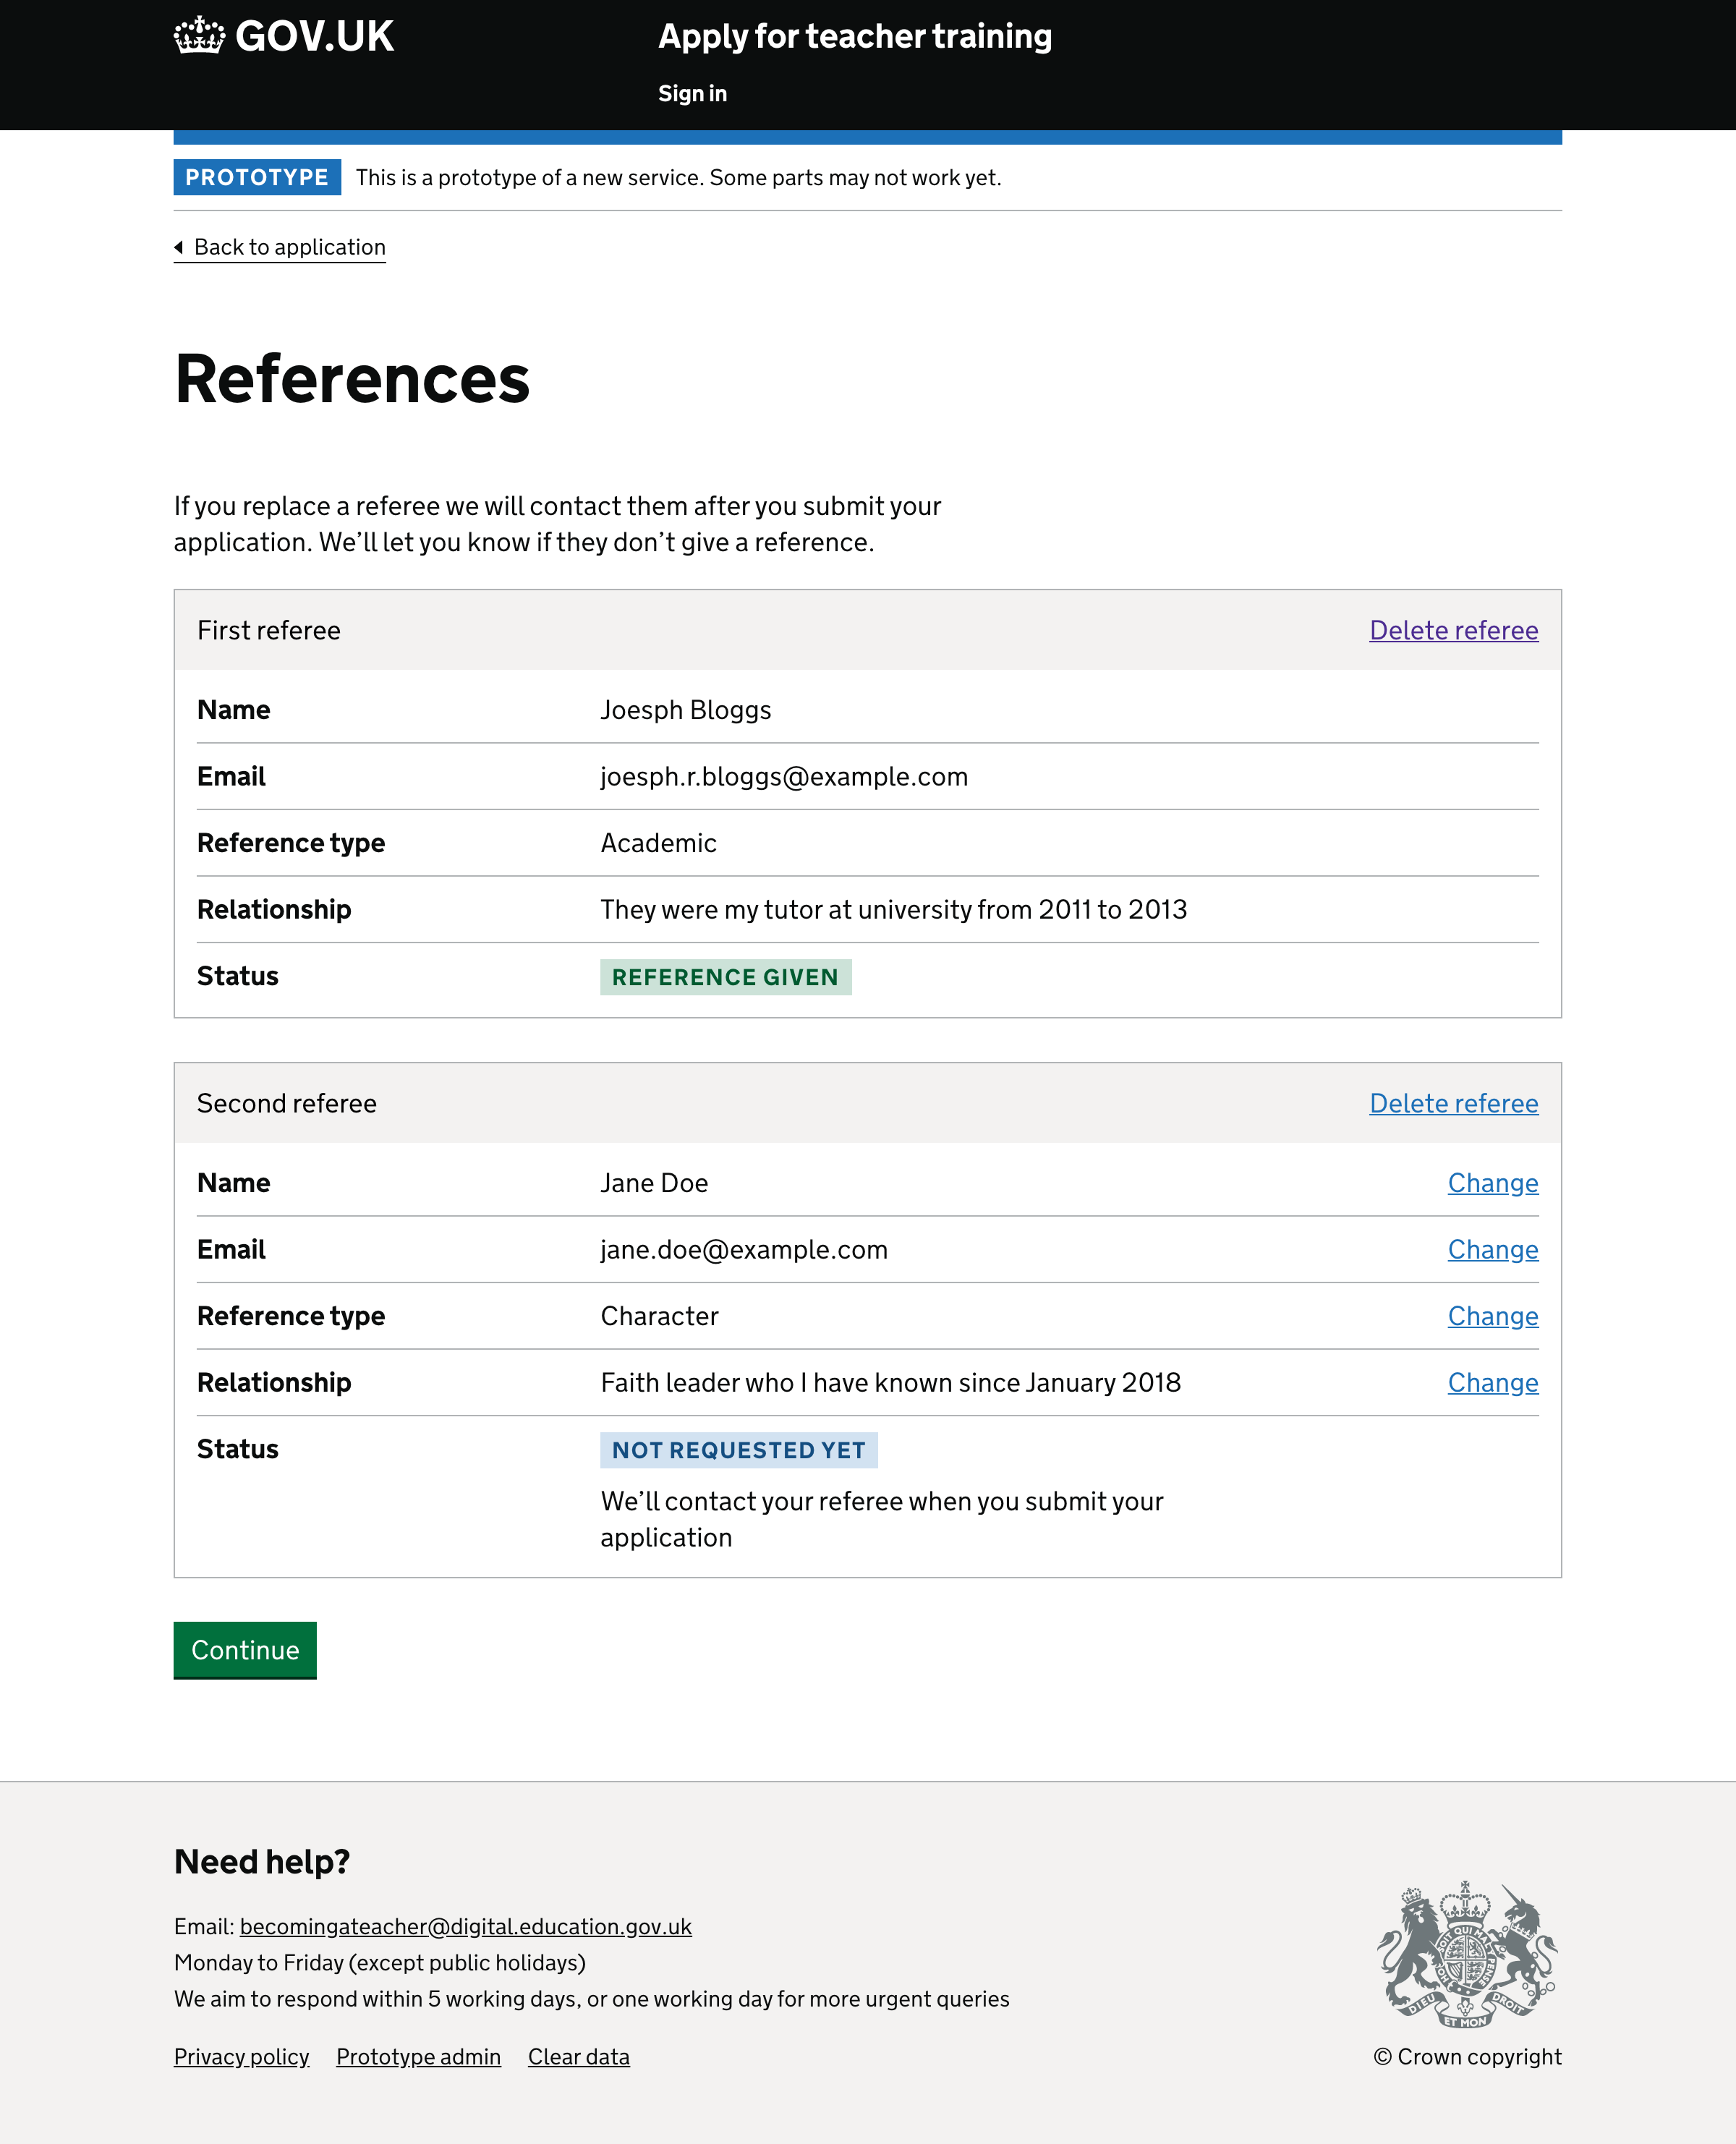 GOV.UK
Apply for teacher training
Sign in
PROTOTYPE This is a prototype of a new service. Some parts may not work yet.
Back to application
References
If you replace a referee we will contact them after you submit your
application. We’ll let you know if they don’t give a reference.
First referee Delete referee
Name Joesph Bloggs
Email joesph.r.bloggs@example.com
Reference type Academic
Relationship They were my tutor at university from 2011 to 2013
Status REFERENCE GIVEN
Second referee Delete referee
Name Jane Doe Change
Email jane.doe@example.com Change
Reference type Character Change
Relationship Faith leader who I have known since January 2018 Change
Status NOT REQUESTED YET
We’ll contact your referee when you submit your
application
Continue
Need help?
Email: becomingateacher@digital.education.gov.uk
Monday to Friday (except public holidays)
We aim to respond within 5 working days, or one working day for more urgent queries
Privacy policy Prototype admin Clear data
DIEU ET MON DROIT
© Crown copyright